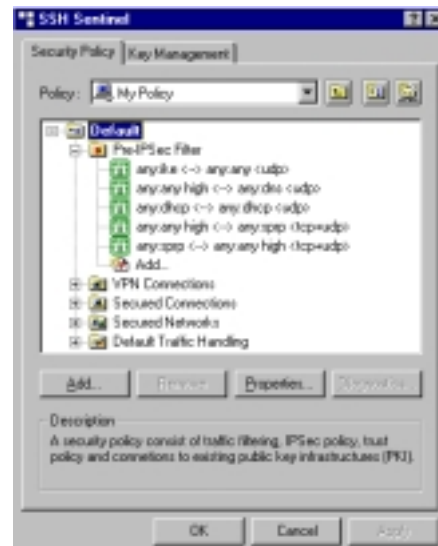 SSH Sentinel
Security Policy Key Management
Policy: My Policy
Default
Pre-IPSec Filter
any:ike <--> any:any <udp>
any:any high <--> any:dns <udp>
any:dhcp <--> any:dhcp <udp>
any:any high <--> any:sprp <tcp+udp>
any:sprp <--> any:any high <tcp+udp>
Add...
VPN Connections
Secured Connections
Secured Networks
Default Traffic Handling
Add... Remove Properties... Diagnostics...
Description
A security policy consist of traffic filtering, IPSec policy, trust
policy and connetions to existing public key infrastructures (PKI).
OK Cancel Apply